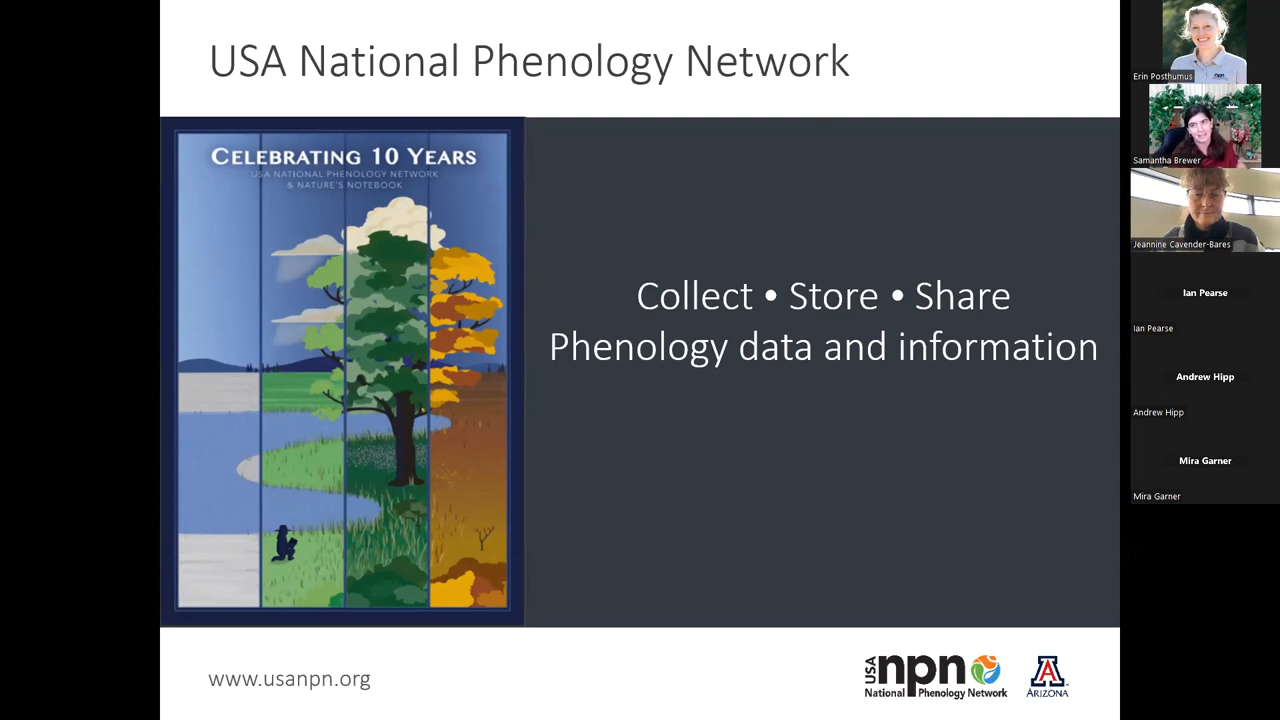 USA National Phenology Network
CELEBRATING 10 YEARS
USA NATIONAL PHENOLOGY NETWORK
& NATURE'S NOTEBOOK
Collect • Store • Share
Phenology data and information
www.usanpn.org
USA npn
National Phenology Network
A
ARIZONA
Erin Posthumus
npn
Samantha Brewer
Jeannine Cavender-Bares
Ian Pearse
Ian Pearse
Andrew Hipp
Andrew Hipp
Mira Garner
Mira Garner